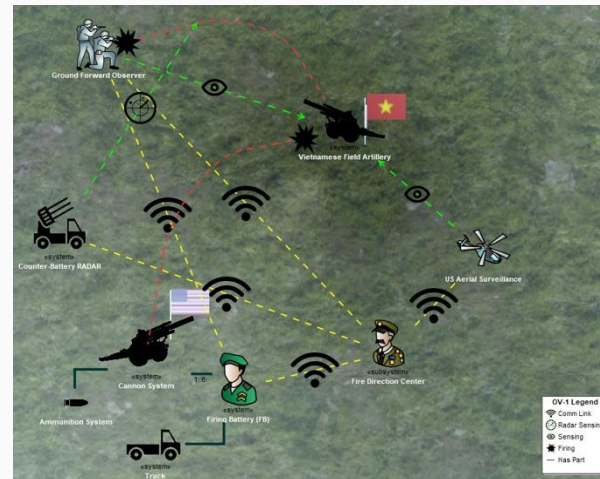 Ground Forward Observer
«system»
Vietnamese Field Artillery
«system»
Counter-Battery RADAR
US Aerial Surveillance
«system»
Cannon System
1..6
«subsystem»
Fire Direction Center
«system»
Firing Battery (FB)
Ammunition System
«system»
Truck
OV-1 Legend
Comm Link
Radar Sensin
Sensing
Firing
Has Part